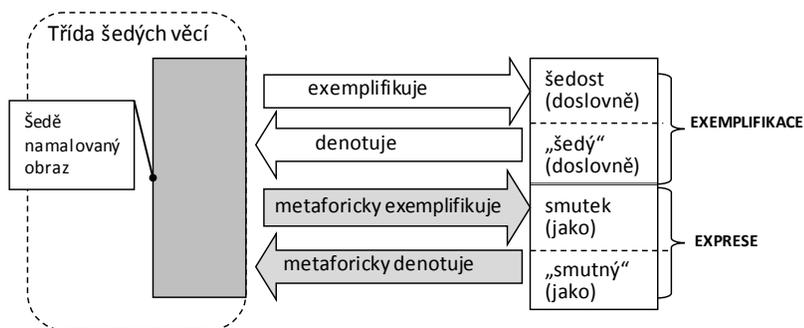 Třída šedých věcí
Šedě
namalovaný
obraz
exemplifikuje
denotuje
metaforicky exemplifikuje
metaforicky denotuje
šedost
(doslovně)
„šedý“
(doslovně)
smutek
(jako)
„smutný“
(jako)
EXEMPLIFIKACE
EXPRESE